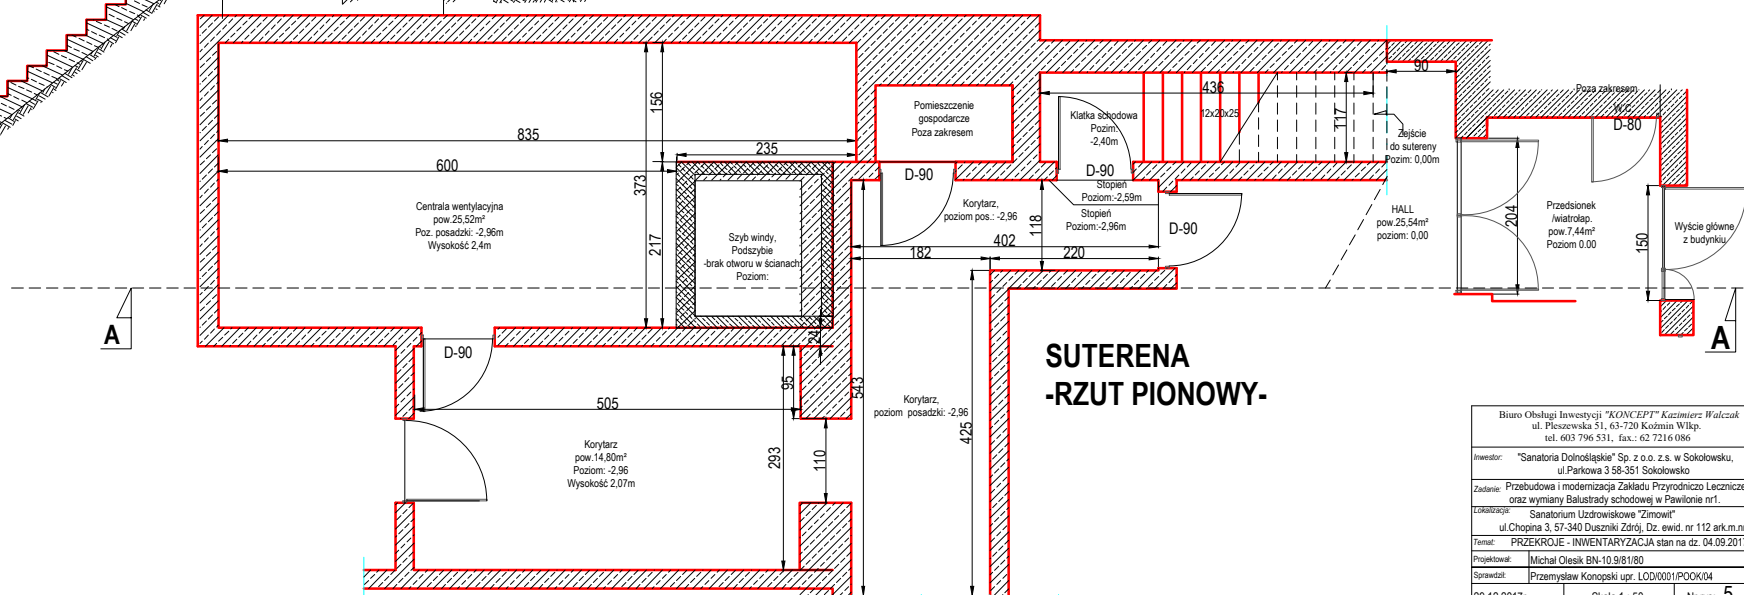 835
600
235
156
373
217
Centrala wentylacyjna
pow.25,52m²
Poz. posadzki: -2,96m
Wysokość 2,4m
Szyb windy,
Podszybie
-brak otworu w ścianach
Poziom:
24
Pomieszczenie
gospodarcze
Poza zakresem
D-90
Korytarz,
poziom pos.: -2,96
402
182
220
118
Klatka schodowa
Pozim:
-2,40m
D-90
Stopień
Poziom:-2,59m
Stopień
Poziom:-2,96m
436
12x20x25
117
Zejście
do sutereny
Pozim: 0,00m
D-90
90
HALL
pow.25,54m²
poziom: 0,00
204
Poza zakresem
W.C.
D-80
Przedsionek
/wiatrołap.
pow.7,44m²
Poziom 0.00
150
Wyście główne
z budynku
A
A
D-90
505
95
293
110
543
425
Korytarz
pow.14,80m²
Poziom: -2,96
Wysokość 2,07m
Korytarz,
poziom posadzki: -2,96
SUTERENA
-RZUT PIONOWY-
Biuro Obsługi Inwestycji "KONCEPT" Kazimierz Walczak
ul. Pleszewska 51, 63-720 Koźmin Wlkp.
tel. 603 796 531, fax.: 62 7216 086
Inwestor: "Sanatoria Dolnośląskie" Sp. z o.o. z.s. w Sokołowsku,
ul.Parkowa 3 58-351 Sokołowsko
Zadanie: Przebudowa i modernizacja Zakładu Przyrodniczo Lecznicze
oraz wymiany Balustrady schodowej w Pawilonie nr1.
Lokalizacja: Sanatorium Uzdrowiskowe "Zimowit"
ul.Chopina 3, 57-340 Duszniki Zdrój, Dz. ewid. nr 112 ark.m.nr
Temat: PRZEKROJE - INWENTARYZACJA stan na dz. 04.09.2017
Projektował: Michał Olesik BN-10.9/81/80
Sprawdził: Przemysław Konopski upr. LOD/0001/POOK/04
5